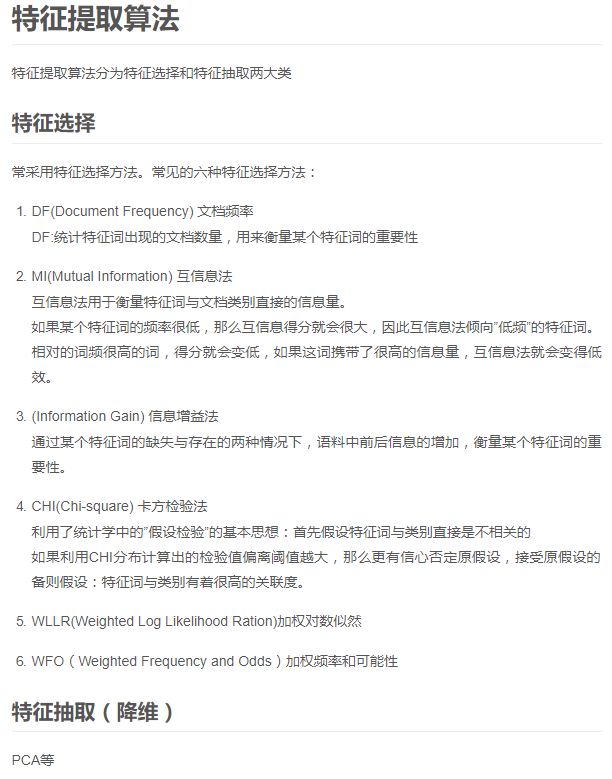 特征提取算法
特征提取算法分为特征选择和特征抽取两大类
特征选择
常采用特征选择方法。常见的六种特征选择方法：
1. DF(Document Frequency) 文档频率
DF:统计特征词出现的文档数量，用来衡量某个特征词的重要性
2. MI(Mutual Information) 互信息法
互信息法用于衡量特征词与文档类别直接的信息量。
如果某个特征词的频率很低，那么互信息得分就会很大，因此互信息法倾向”低频”的特征词。
相对的词频很高的词，得分就会变低，如果这词携带了很高的信息量，互信息法就会变得低
效。
3. (Information Gain) 信息增益法
通过某个特征词的缺失与存在的两种情况下，语料中前后信息的增加，衡量某个特征词的重
要性。
4. CHI(Chi-square) 卡方检验法
利用了统计学中的”假设检验”的基本思想：首先假设特征词与类别直接是不相关的
如果利用CHI分布计算出的检验值偏离阈值越大，那么更有信心否定原假设，接受原假设的
备则假设：特征词与类别有着很高的关联度。
5. WLLR(Weighted Log Likelihood Ration)加权对数似然
6. WFO（Weighted Frequency and Odds）加权频率和可能性
特征抽取（降维）
PCA等